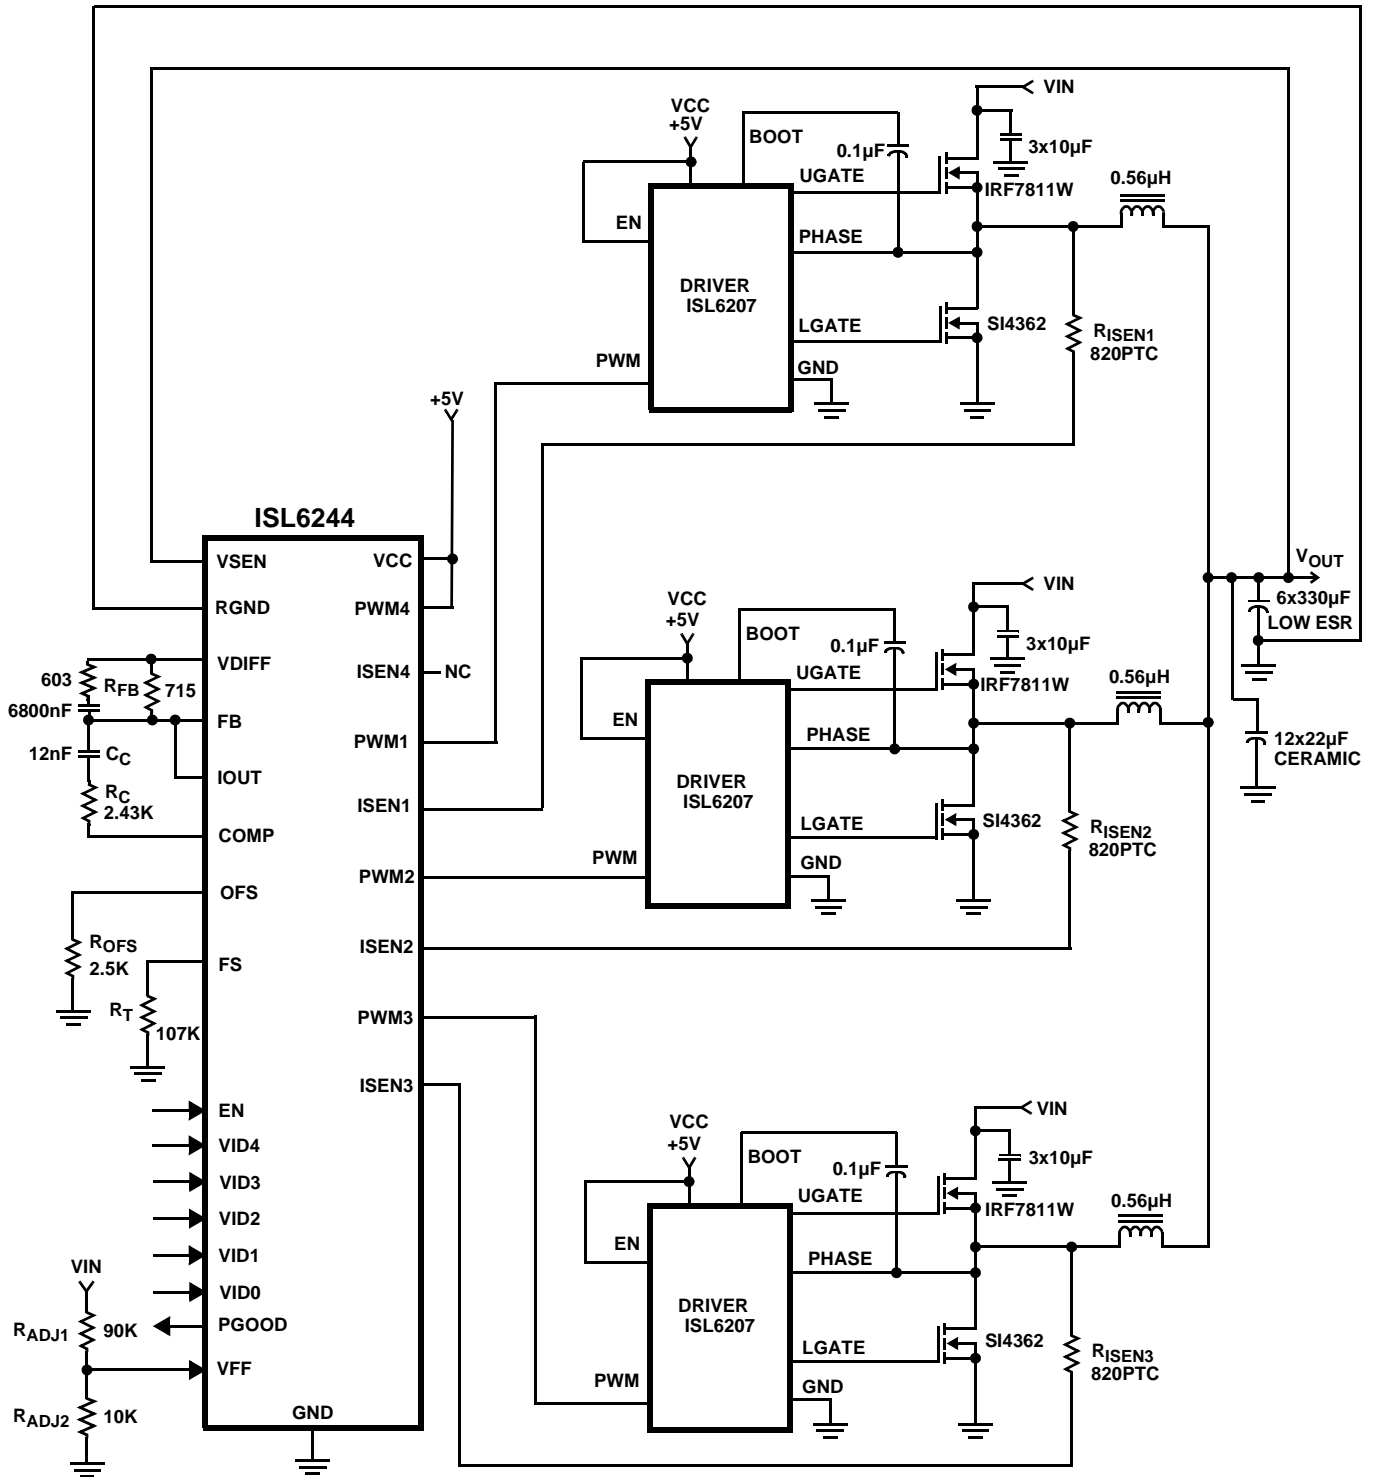 VIN
VCC
+5V
BOOT
0.1µF
3x10µF
UGATE
IRF7811W
0.56µH
EN
PHASE
DRIVER
ISL6207
LGATE
SI4362
RISEN1
820PTC
PWM
GND
+5V
ISL6244
VSEN
VCC
RGND
PWM4
VDIFF
ISEN4
NC
603
RFB
715
6800nF
FB
PWM1
12nF
CC
IOUT
ISEN1
RC
2.43K
COMP
PWM2
OFS
ROFS
2.5K
ISEN2
FS
RT
107K
PWM3
ISEN3
EN
VID4
VID3
VID2
VID1
VIN
VID0
PGOOD
RADJ1
90K
VFF
RADJ2
10K
GND
VIN
VCC
+5V
BOOT
0.1µF
3x10µF
UGATE
IRF7811W
0.56µH
EN
PHASE
DRIVER
ISL6207
LGATE
SI4362
RISEN2
820PTC
PWM
GND
VOUT
6x330µF
LOW ESR
12x22µF
CERAMIC
VIN
VCC
+5V
BOOT
0.1µF
3x10µF
UGATE
IRF7811W
0.56µH
EN
PHASE
DRIVER
ISL6207
LGATE
SI4362
RISEN3
820PTC
PWM
GND